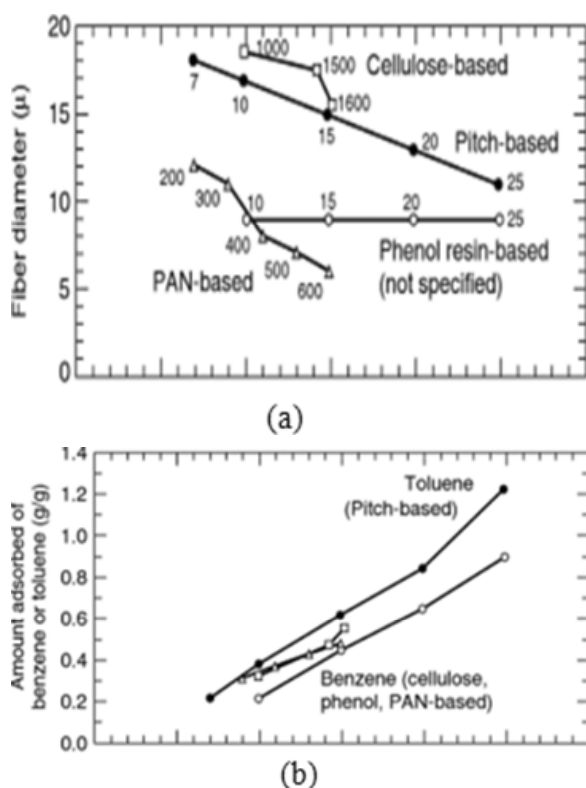 20
15
10
5
0
Fiber diameter (μ)
1000
1500
Cellulose-based
1600
7
10
15
20
Pitch-based
25
200
300
10
15
20
25
400
500
600
PAN-based
Phenol resin-based
(not specified)
(a)
1.4
1.2
1.0
0.8
0.6
0.4
0.2
0.0
Amount adsorbed of
benzene or toluene (g/g)
Toluene
(Pitch-based)
Benzene (cellulose,
phenol, PAN-based)
(b)